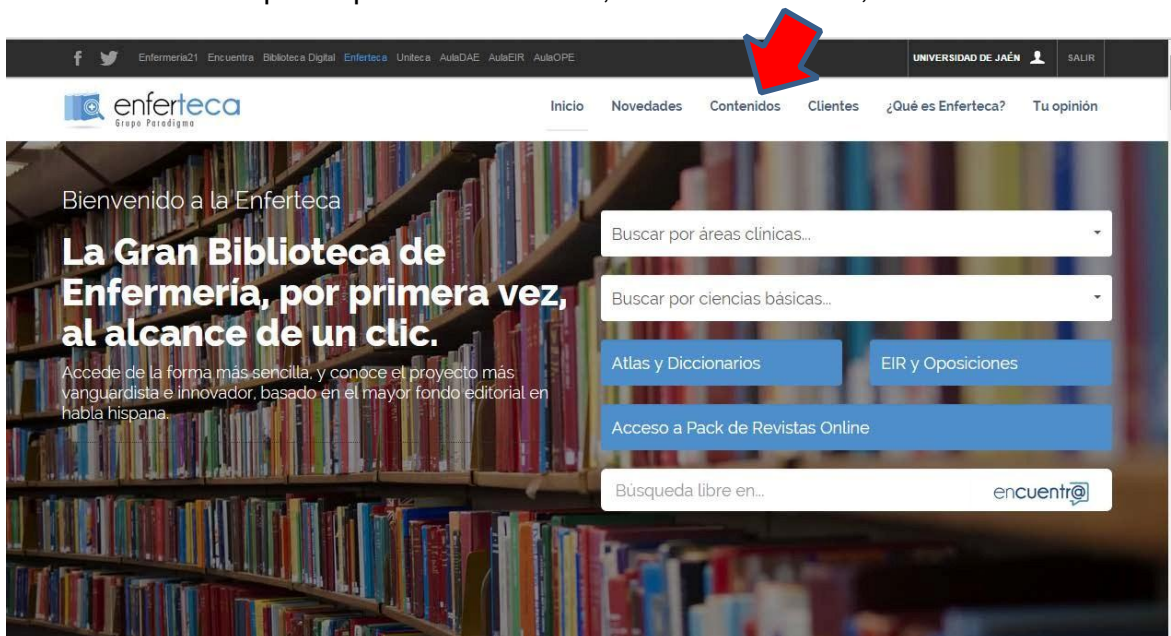 Enfermeria21 Encuentra Biblioteca Digital Enferteca Uniteca AulaDAE AulaEIR AulaOPE
UNIVERSIDAD DE JAÉN
SALIR
enferteca
Grupo Paradigma
Inicio Novedades Contenidos Clientes ¿Qué es Enferteca? Tu opinión
Bienvenido a la Enferteca
La Gran Biblioteca de
Enfermería, por primera vez,
al alcance de un clic.
Accede de la forma más sencilla, y conoce el proyecto más
vanguardista e innovador, basado en el mayor fondo editorial en
habla hispana.
Buscar por áreas clínicas...
Buscar por ciencias básicas...
Atlas y Diccionarios
EIR y Oposiciones
Acceso a Pack de Revistas Online
Búsqueda libre en...
encuentr@